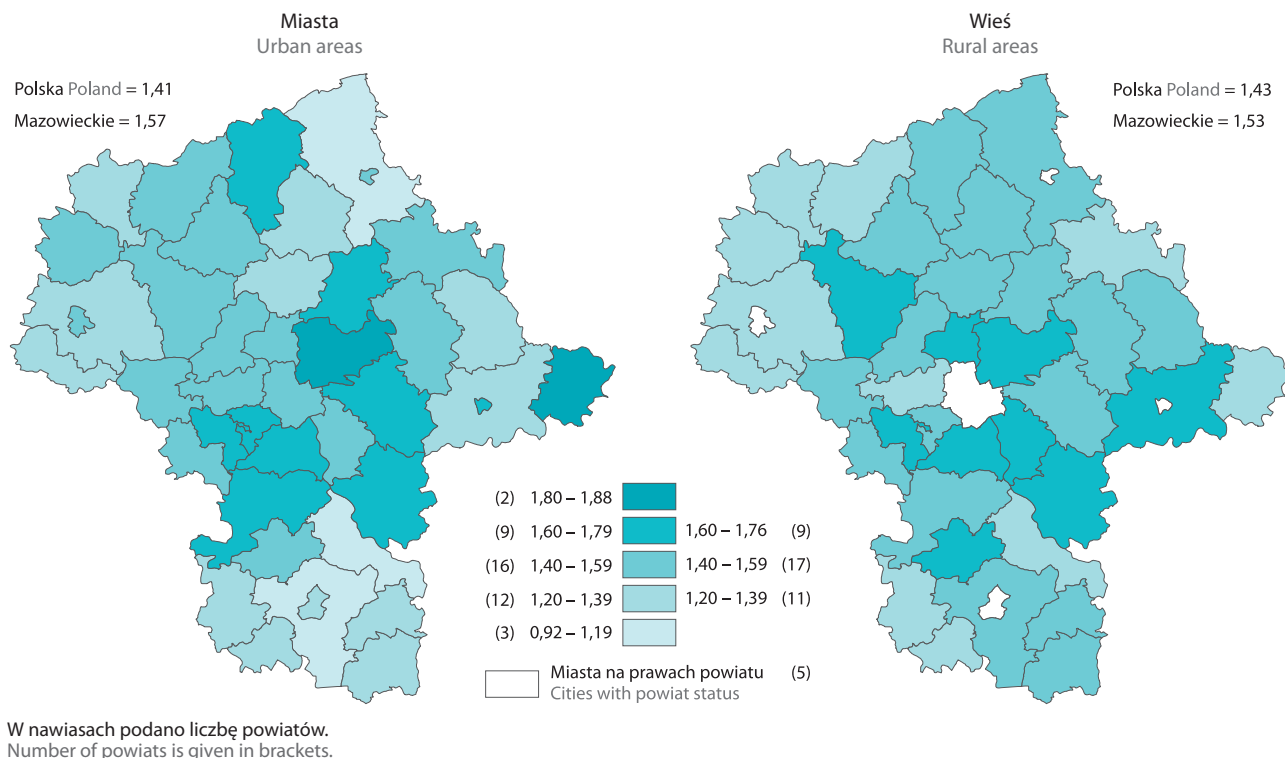 Miasta
Urban areas
Polska Poland = 1,41
Mazowieckie = 1,57
Wieś
Rural areas
Polska Poland = 1,43
Mazowieckie = 1,53
(2) 1,80 – 1,88
(9) 1,60 – 1,79 1,60 – 1,76 (9)
(16) 1,40 – 1,59 1,40 – 1,59 (17)
(12) 1,20 – 1,39 1,20 – 1,39 (11)
(3) 0,92 – 1,19
Miasta na prawach powiatu (5)
Cities with powiat status
W nawiasach podano liczbę powiatów.
Number of powiats is given in brackets.